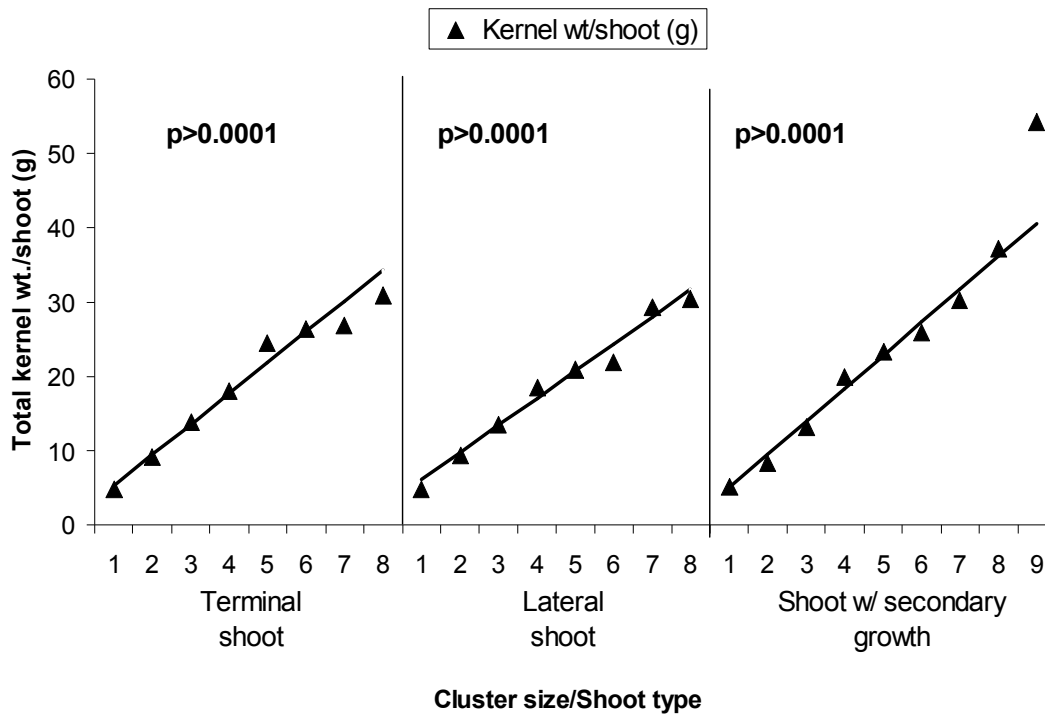 Kernel wt/shoot (g)
Total kernel wt./shoot (g)
60
50
40
30
20
10
0
p>0.0001 p>0.0001 p>0.0001
1 2 3 4 5 6 7 8 1 2 3 4 5 6 7 8 1 2 3 4 5 6 7 8 9
Terminal Lateral Shoot w/ secondary
shoot shoot growth
Cluster size/Shoot type